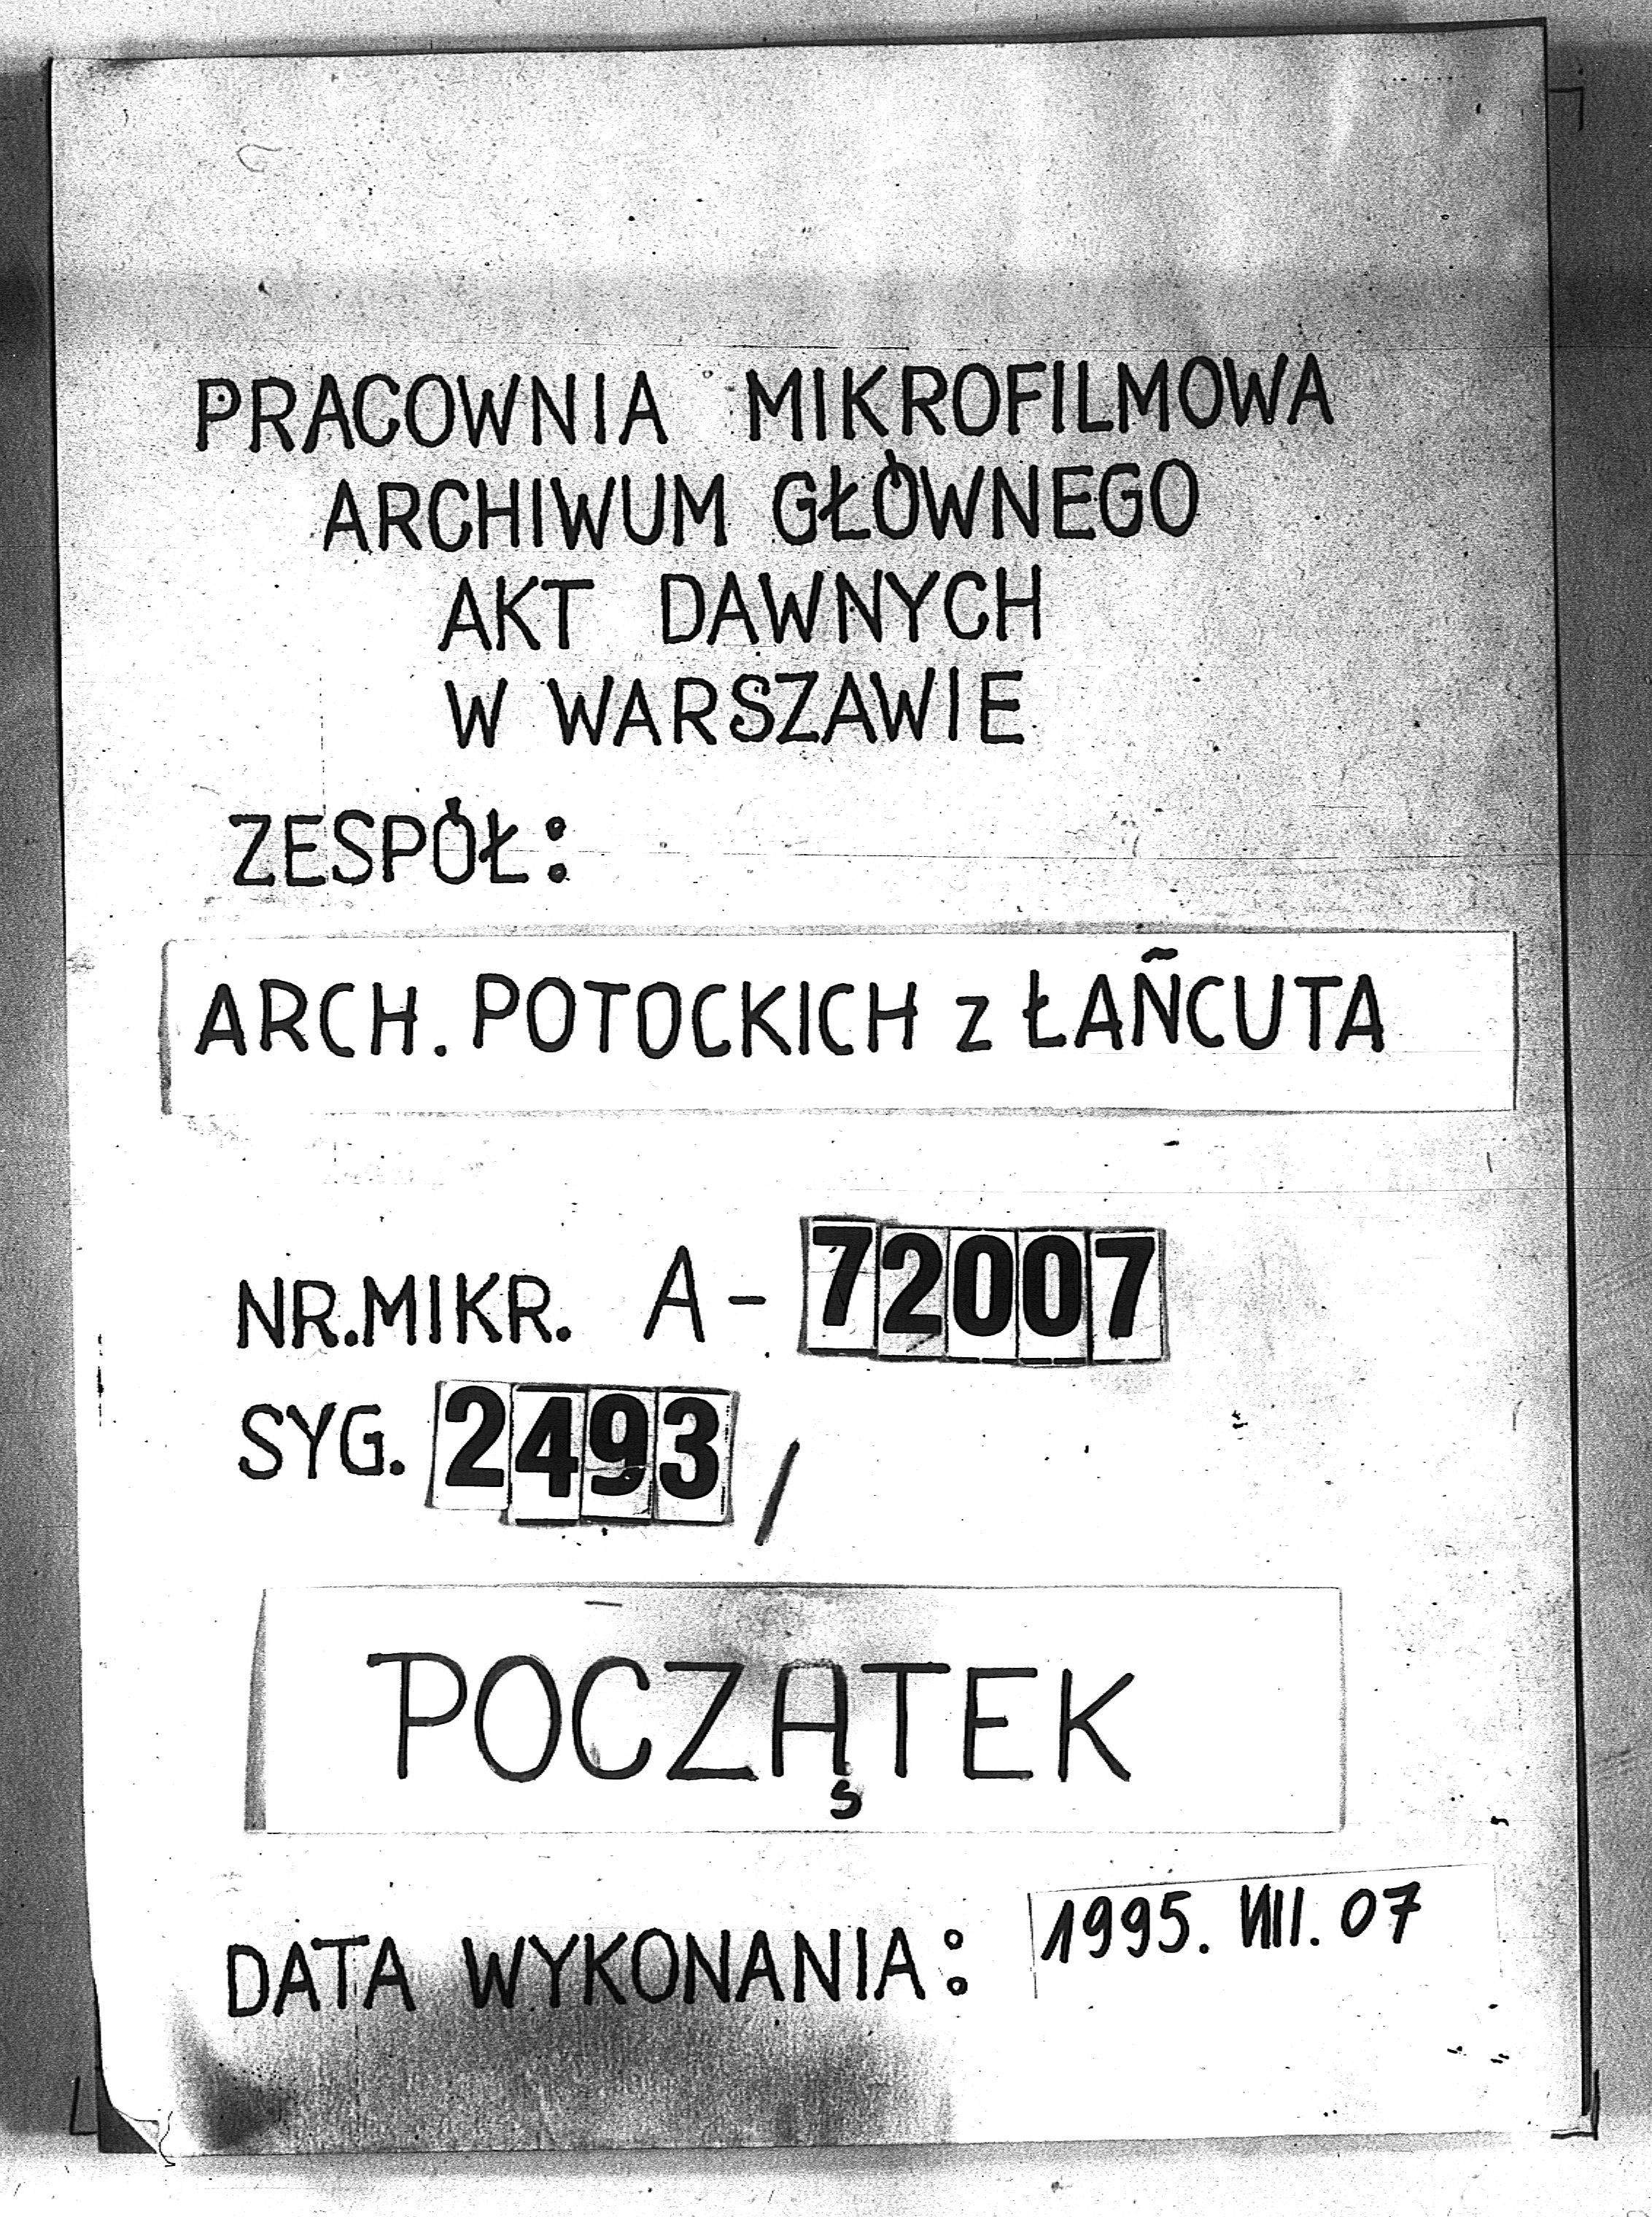 PRACOWNIA MIKROFILMOWA
ARCHIWUM GŁÓWNEGO
AKT DAWNYCH
W WARSZAWIE
ZESPÓŁ:
ARCH. POTOCKICH z ŁAŃCUTA
NR.MIKR. A-72007
SYG. 2493/
POCZĄTEK
DATA WYKONANIA: 1995. VIII. 07